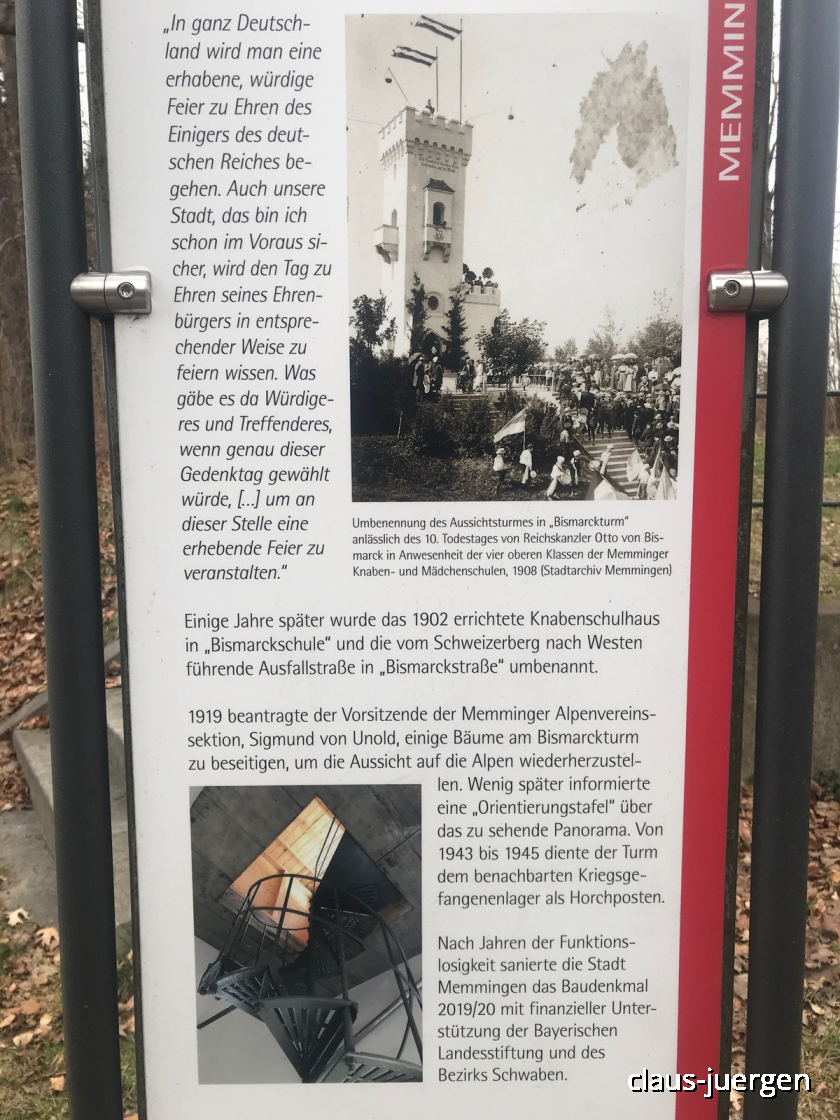 „In ganz Deutsch-
land wird man eine
erhabene, würdige
Feier zu Ehren des
Einigers des deut-
schen Reiches be-
gehen. Auch unsere
Stadt, das bin ich
schon im Voraus si-
cher, wird den Tag zu
Ehren seines Ehren-
bürgers in entspre-
chender Weise zu
feiern wissen. Was
gäbe es da Würdige-
res und Treffenderes,
wenn genau dieser
Gedenktag gewählt
würde, [...] um an
dieser Stelle eine
erhebende Feier zu
veranstalten.“
MEMMIN
Umbenennung des Aussichtsturmes in „Bismarckturm“
anlässlich des 10. Todestages von Reichskanzler Otto von Bis-
marck in Anwesenheit der vier oberen Klassen der Memminger
Knaben- und Mädchenschulen, 1908 (Stadtarchiv Memmingen)
Einige Jahre später wurde das 1902 errichtete Knabenschulhaus
in „Bismarckschule“ und die vom Schweizerberg nach Westen
führende Ausfallstraße in „Bismarckstraße“ umbenannt.
1919 beantragte der Vorsitzende der Memminger Alpenvereins-
sektion, Sigmund von Unold, einige Bäume am Bismarckturm
zu beseitigen, um die Aussicht auf die Alpen wiederherzustel-
len. Wenig später informierte
eine „Orientierungstafel“ über
das zu sehende Panorama. Von
1943 bis 1945 diente der Turm
dem benachbarten Kriegsge-
fangenenlager als Horchposten.
Nach Jahren der Funktions-
losigkeit sanierte die Stadt
Memmingen das Baudenkmal
2019/20 mit finanzieller Unter-
stützung der Bayerischen
Landesstiftung und des
Bezirks Schwaben.
claus-juergen